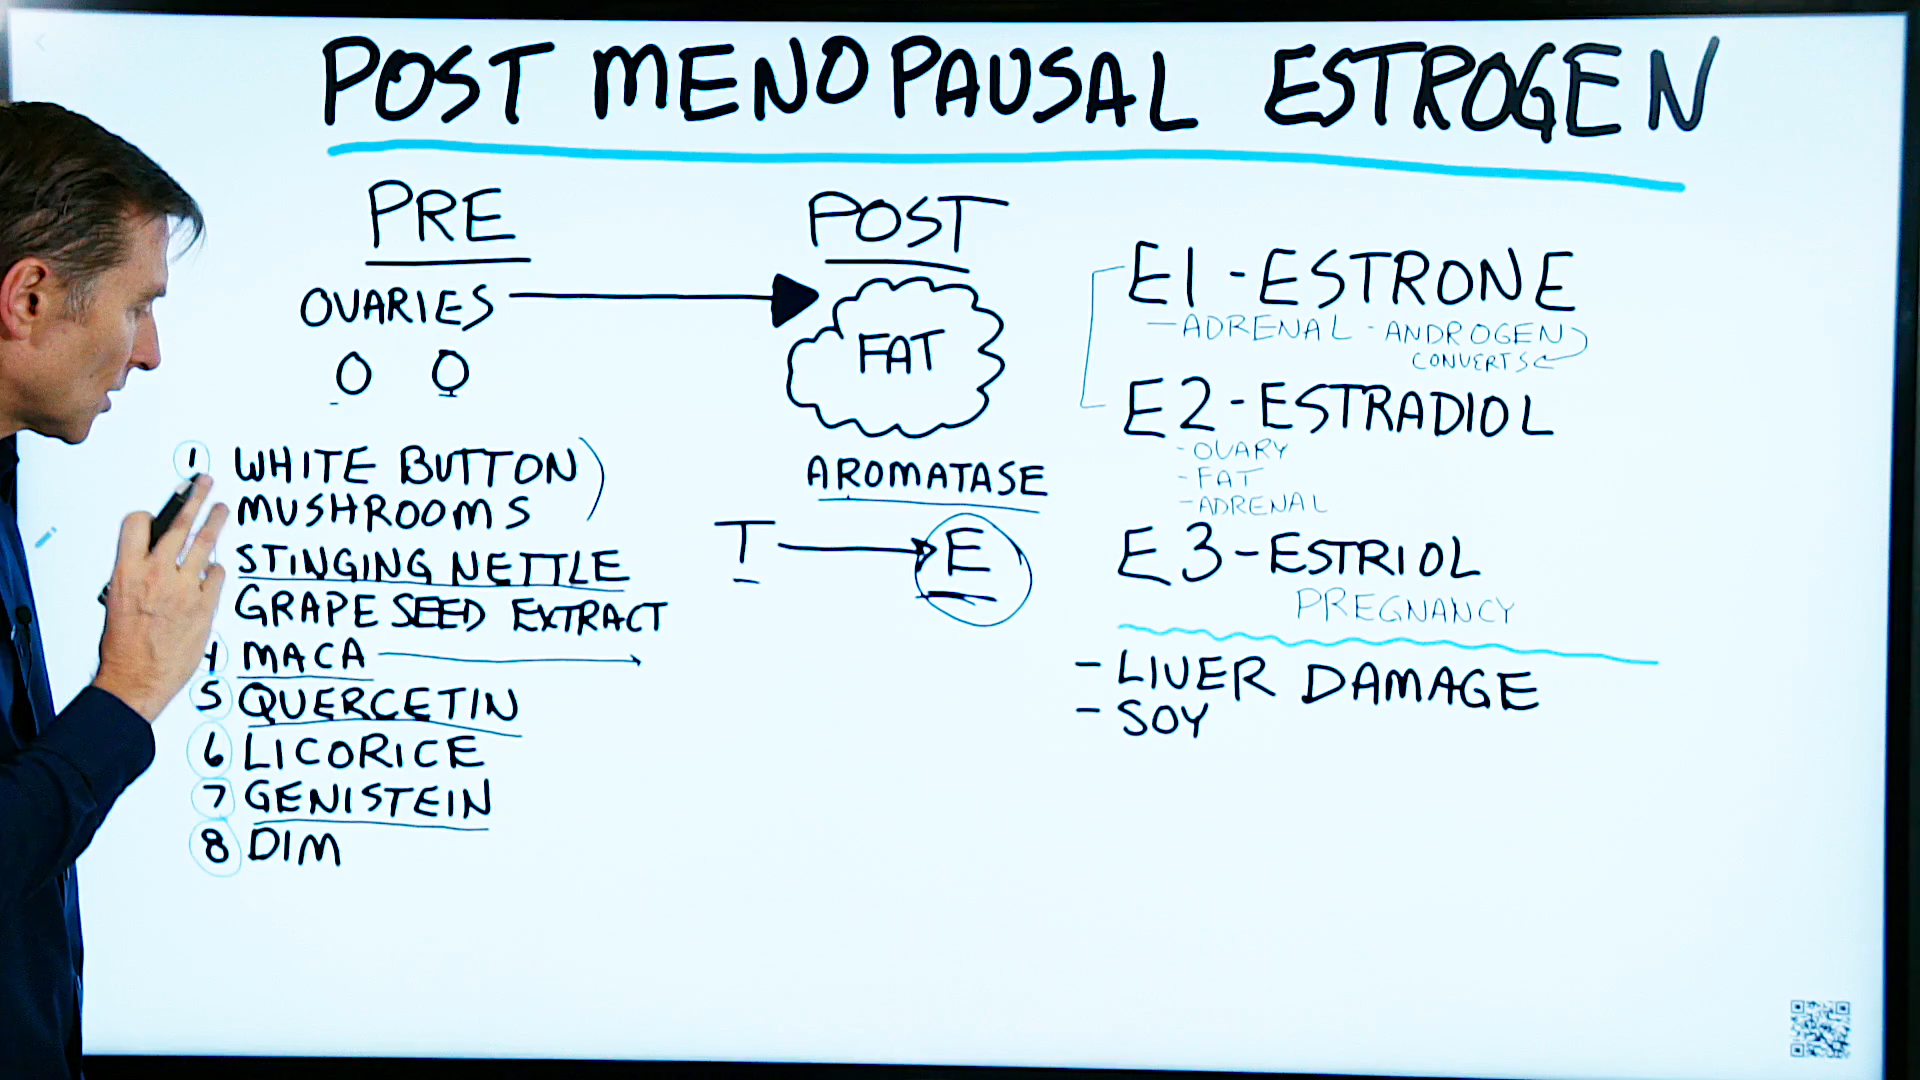 POST MENOPAUSAL ESTROGEN
PRE
OVARIES
1 WHITE BUTTON
MUSHROOMS
STINGING NETTLE
GRAPE SEED EXTRACT
4 MACA
5 QUERCETIN
6 LICORICE
7 GENISTEIN
8 DIM
POST
FAT
AROMATASE
T E
E1 - ESTRONE
- ADRENAL - ANDROGEN
CONVERTS
E2 - ESTRADIOL
- OVARY
- FAT
- ADRENAL
E3 - ESTRIOL
PREGNANCY
- LIVER DAMAGE
- SOY